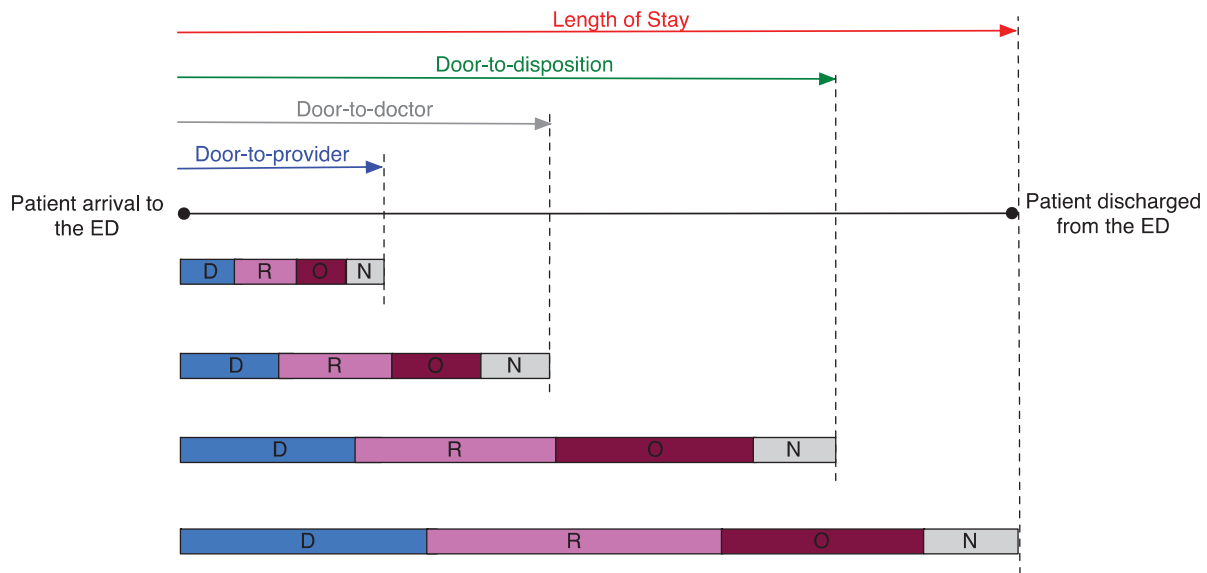 Length of Stay
Door-to-disposition
Door-to-doctor
Door-to-provider
Patient arrival to
the ED
Patient discharged
from the ED
D R O N
D R O N
D R O N
D R O N